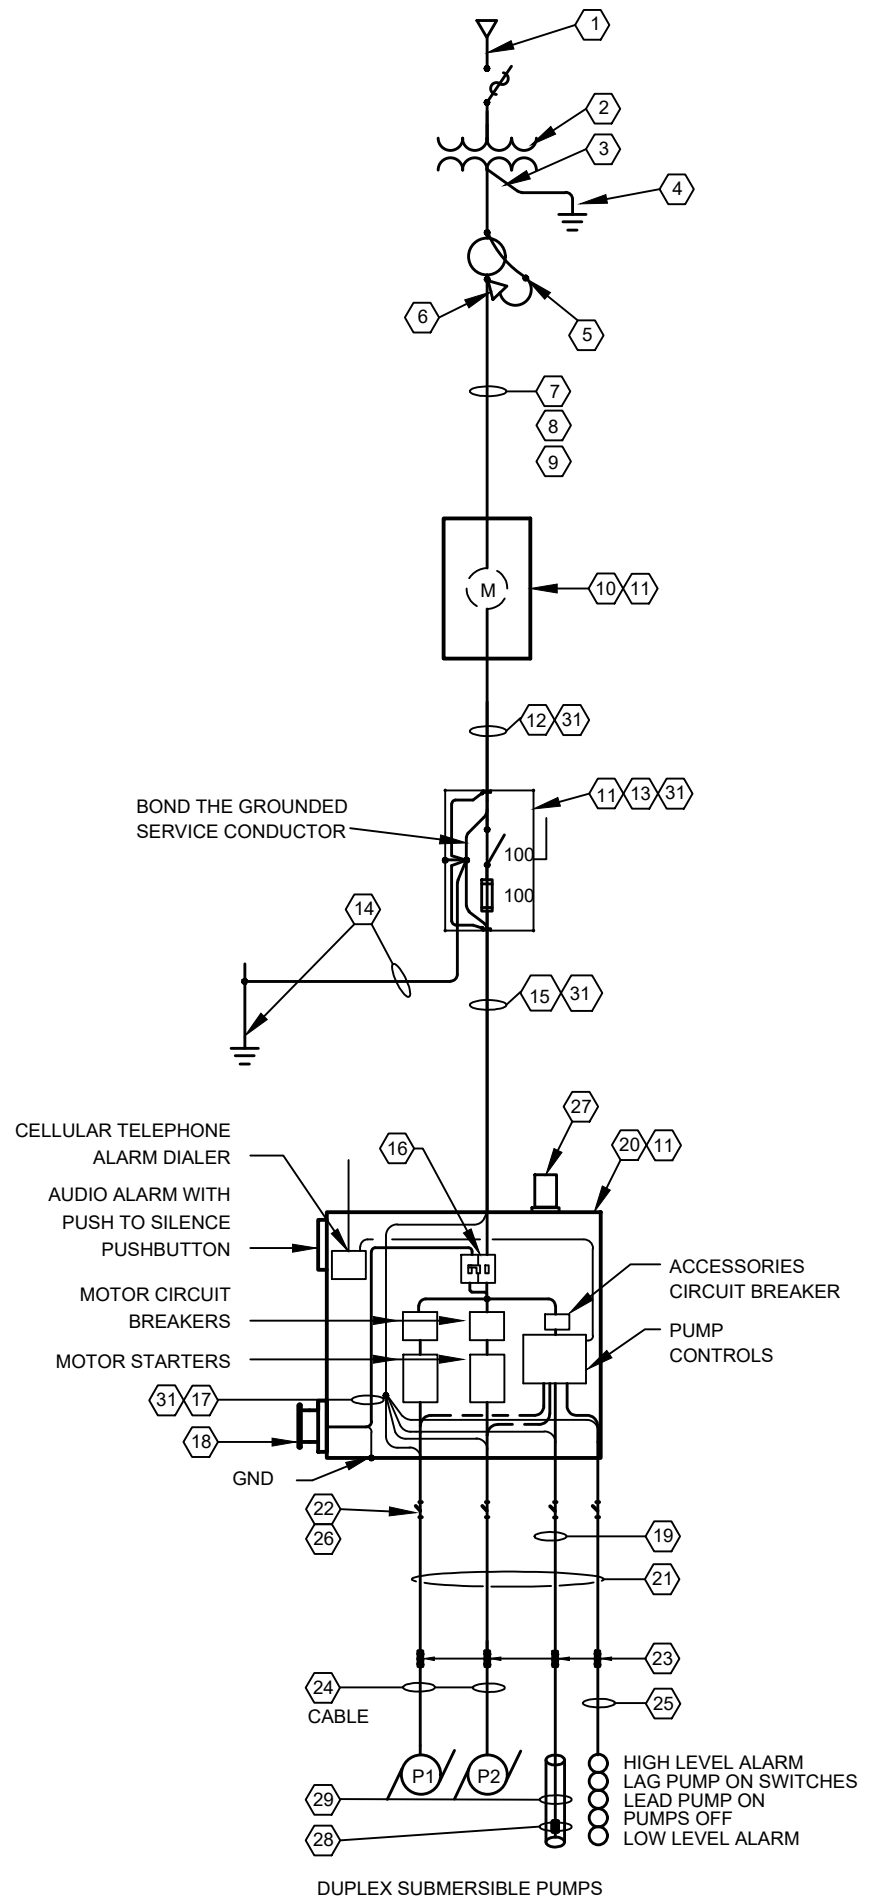 1
2
3
4
6
5
7
8
9
M
10 11
12 31
BOND THE GROUNDED
SERVICE CONDUCTOR
11 13 31
100
100
14
15 31
27
CELLULAR TELEPHONE
ALARM DIALER
16
20 11
AUDIO ALARM WITH
PUSH TO SILENCE
PUSHBUTTON
ACCESSORIES
CIRCUIT BREAKER
MOTOR CIRCUIT
BREAKERS
PUMP
CONTROLS
MOTOR STARTERS
31 17
18
GND
22
26
19
21
23
24
CABLE
25
P1
P2
HIGH LEVEL ALARM
LAG PUMP ON SWITCHES
LEAD PUMP ON
PUMPS OFF
LOW LEVEL ALARM
29
28
DUPLEX SUBMERSIBLE PUMPS